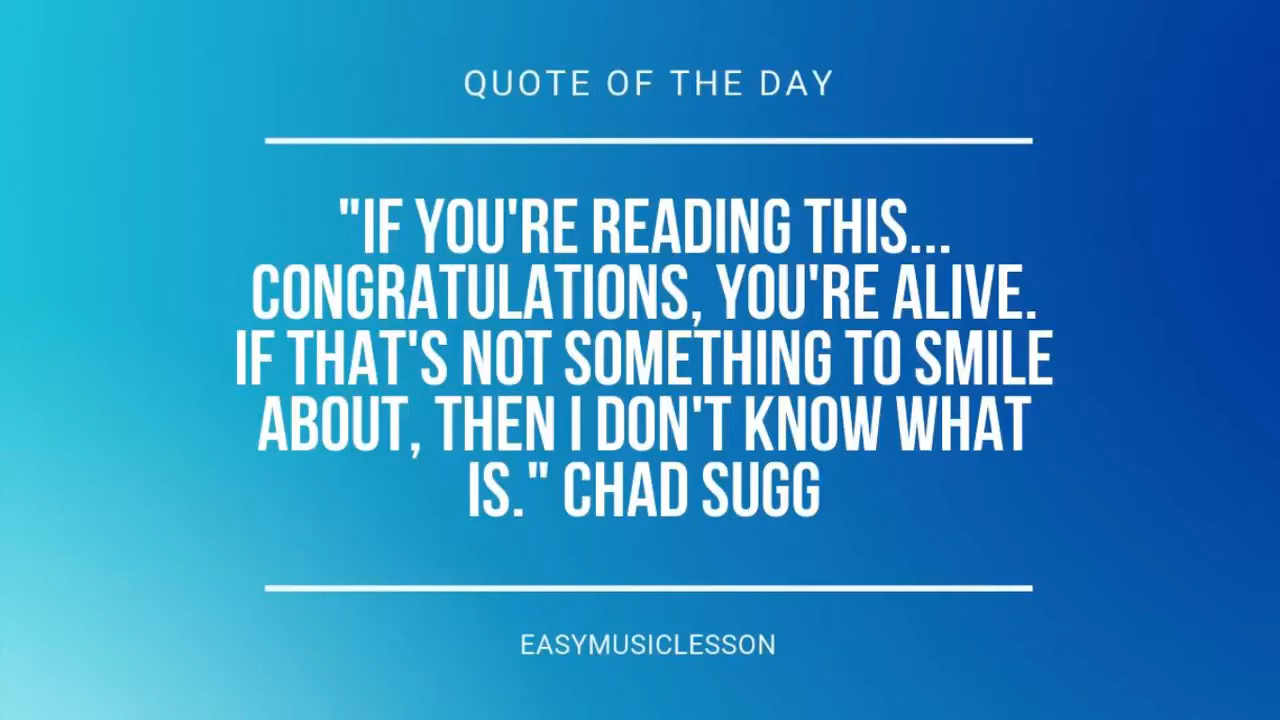 QUOTE OF THE DAY
"IF YOU'RE READING THIS...
CONGRATULATIONS, YOU'RE ALIVE.
IF THAT'S NOT SOMETHING TO SMILE
ABOUT, THEN I DON'T KNOW WHAT
IS." CHAD SUGG
EASYMUSICLESSON